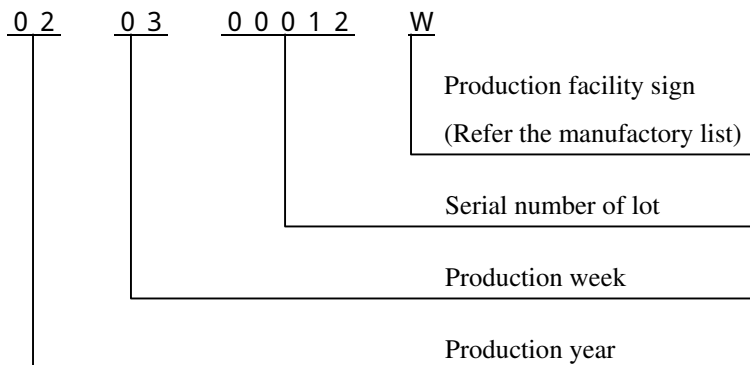 02 03 00012 W
Production facility sign
(Refer the manufactory list)
Serial number of lot
Production week
Production year